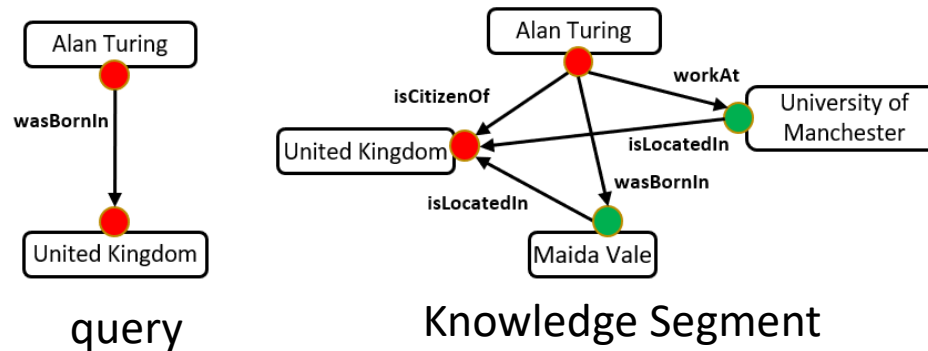 Alan Turing
wasBornIn
United Kingdom
query
Alan Turing
workAt
isCitizenOf
University of
Manchester
United Kingdom
isLocatedIn
wasBornIn
isLocatedIn
Maida Vale
Knowledge Segment